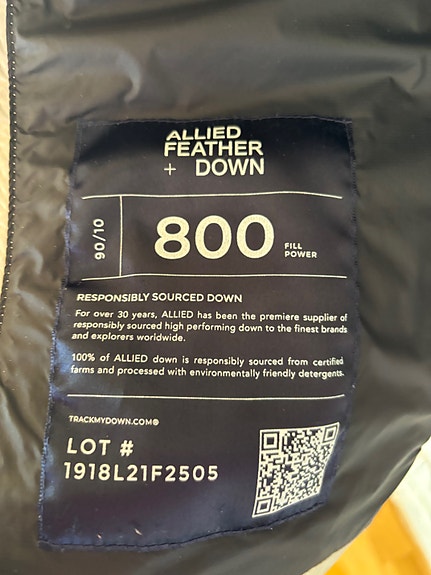 ALLIED
FEATHER
+ DOWN
90/10
800
FILL
POWER
RESPONSIBLY SOURCED DOWN
For over 30 years, ALLIED has been the premiere supplier of
responsibly sourced high performing down to the finest brands
and explorers worldwide.
100% of ALLIED down is responsibly sourced from certified
farms and processed with environmentally friendly detergents.
TRACKMYDOWN.COM®
LOT #
1918L21F2505